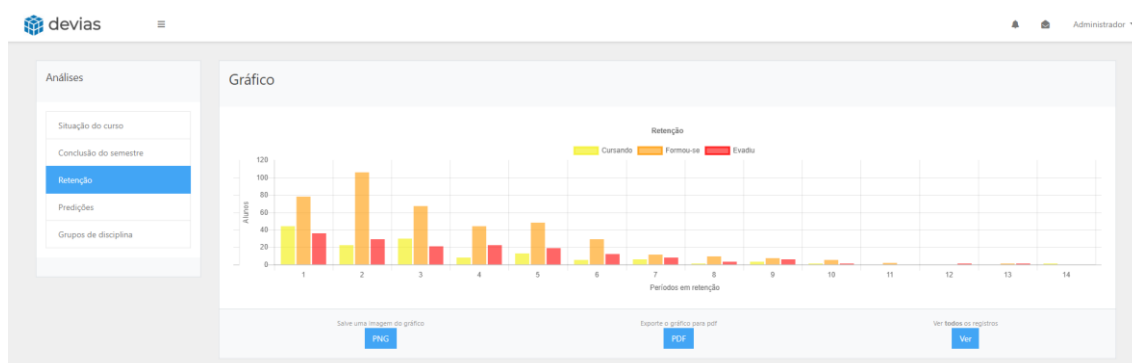 devias
Administrador
Análises
Situação do curso
Conclusão do semestre
Retenção
Predições
Grupos de disciplina
Gráfico
Retenção
Cursando Formou-se Evadiu
120
100
80
60
40
20
0
Alunos
1 2 3 4 5 6 7 8 9 10 11 12 13 14
Períodos em retenção
Salve uma imagem do gráfico
PNG
Exporte o gráfico para pdf
PDF
Ver todos os registros
Ver